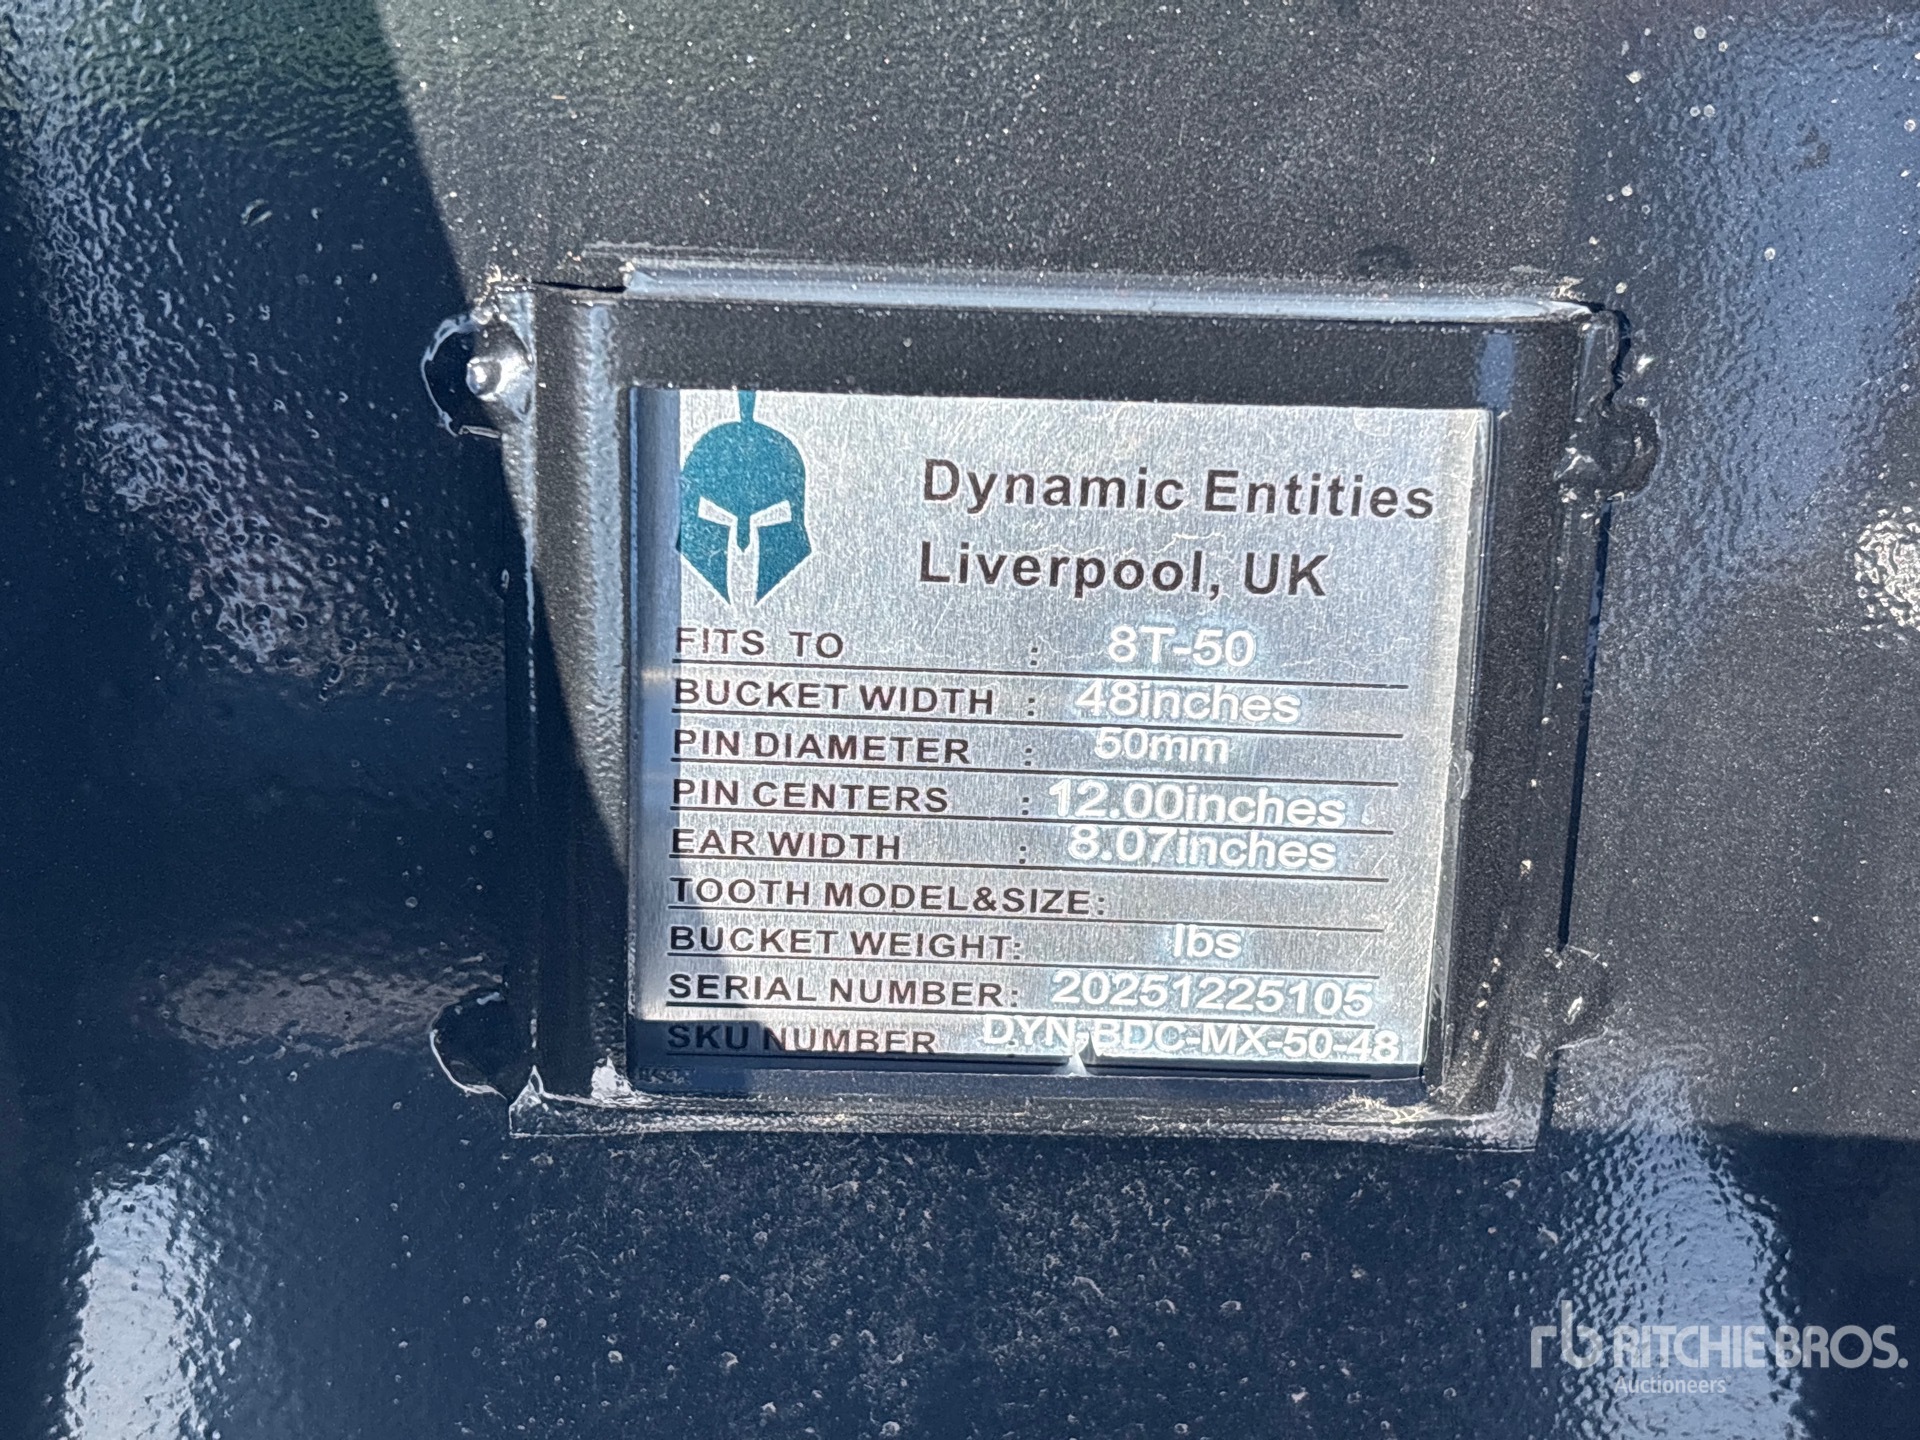 Dynamic Entities
Liverpool, UK
FITS TO : 8T-50
BUCKET WIDTH : 48inches
PIN DIAMETER : 50mm
PIN CENTERS : 12.00inches
EAR WIDTH : 8.07inches
TOOTH MODEL&SIZE:
BUCKET WEIGHT: lbs
SERIAL NUMBER: 20251225105
SKU NUMBER : DYN-BDC-MX-50-48
rb RITCHIE BROS.
Auctioneers